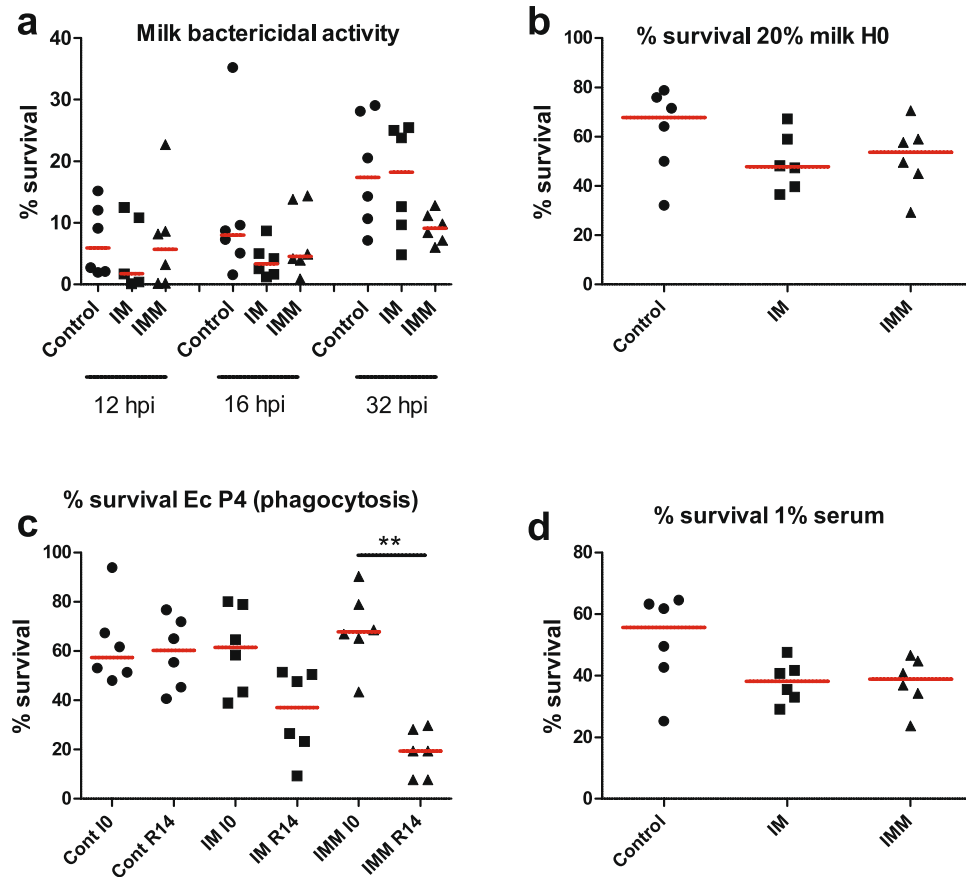 a
Milk bactericidal activity
% survival
40
30
20
10
0
Control
IM
IMM
Control
IM
IMM
Control
IM
IMM
12 hpi
16 hpi
32 hpi
b
% survival 20% milk H0
% survival
100
80
60
40
20
0
Control
IM
IMM
c
% survival Ec P4 (phagocytosis)
**
% survival
100
80
60
40
20
0
Cont I0
Cont R14
IM I0
IM R14
IMM I0
IMM R14
d
% survival 1% serum
% survival
80
60
40
20
0
Control
IM
IMM